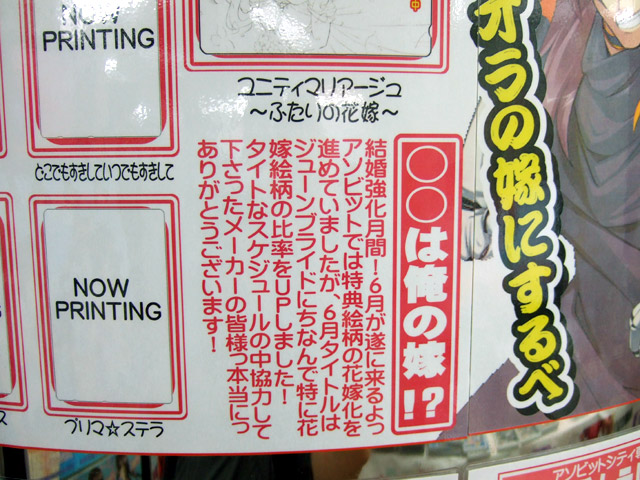 NOW
PRINTING
中
ユニティマリアージュ
～ふたりの花嫁～
どこでもすきしていつでもすきして
NOW
PRINTING
プリマ☆ステラ
ス
オラの嫁にするべ
○○は俺の嫁!?
結婚強化月間！6月が遂に来るよっ
アソビットでは特典絵柄の花嫁化を
進めていましたが、6月タイトルは
ジューンブライドにちなんで特に花
嫁絵柄の比率をUPしました！
タイトなスケジュールの中協力して
下さったメーカーの皆様っ本当にっ
ありがとうございます！
アソビットシティ